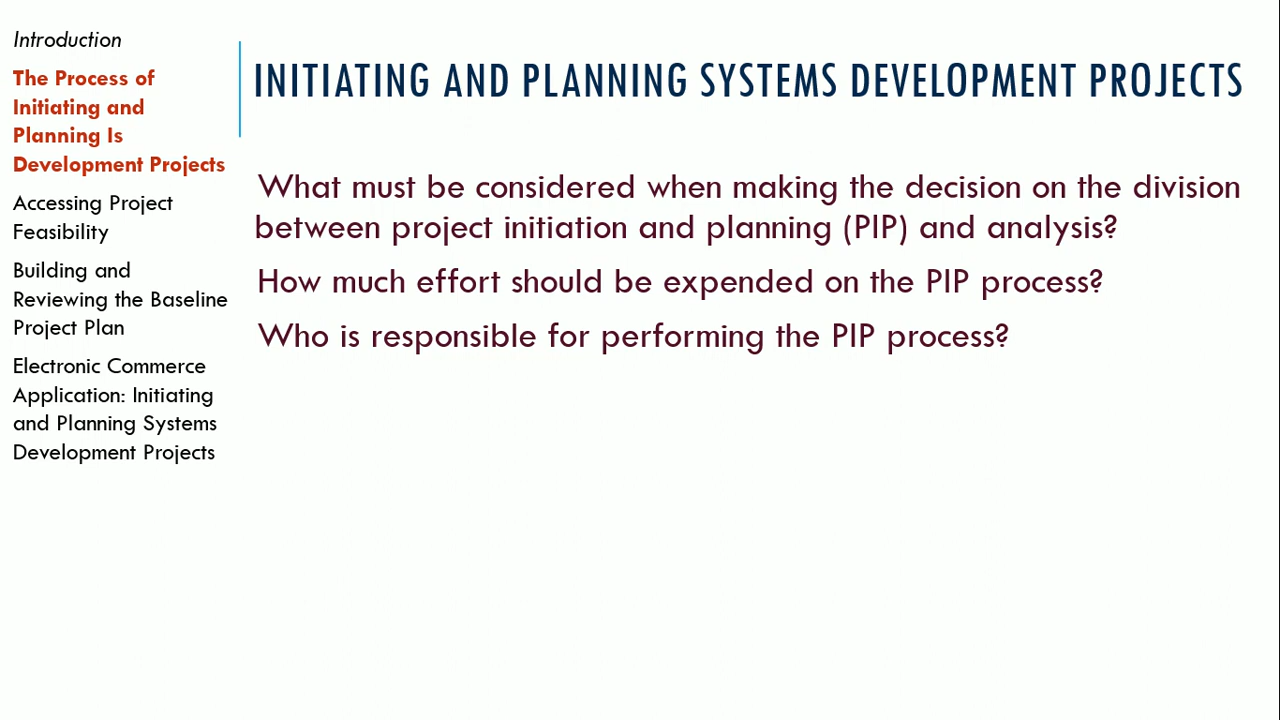 Introduction
The Process of
Initiating and
Planning Is
Development Projects
Accessing Project
Feasibility
Building and
Reviewing the Baseline
Project Plan
Electronic Commerce
Application: Initiating
and Planning Systems
Development Projects
INITIATING AND PLANNING SYSTEMS DEVELOPMENT PROJECTS
What must be considered when making the decision on the division
between project initiation and planning (PIP) and analysis?
How much effort should be expended on the PIP process?
Who is responsible for performing the PIP process?